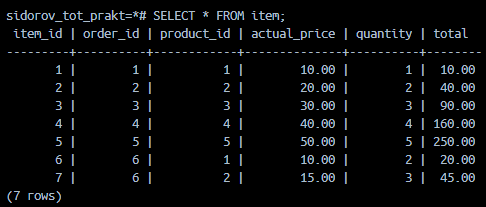 sidorov_tot_prakt=*# SELECT * FROM item;
 item_id | order_id | product_id | actual_price | quantity | total
---------+----------+------------+--------------+----------+--------
       1 |        1 |          1 |        10.00 |        1 |  10.00
       2 |        2 |          2 |        20.00 |        2 |  40.00
       3 |        3 |          3 |        30.00 |        3 |  90.00
       4 |        4 |          4 |        40.00 |        4 | 160.00
       5 |        5 |          5 |        50.00 |        5 | 250.00
       6 |        6 |          1 |        10.00 |        2 |  20.00
       7 |        6 |          2 |        15.00 |        3 |  45.00
(7 rows)